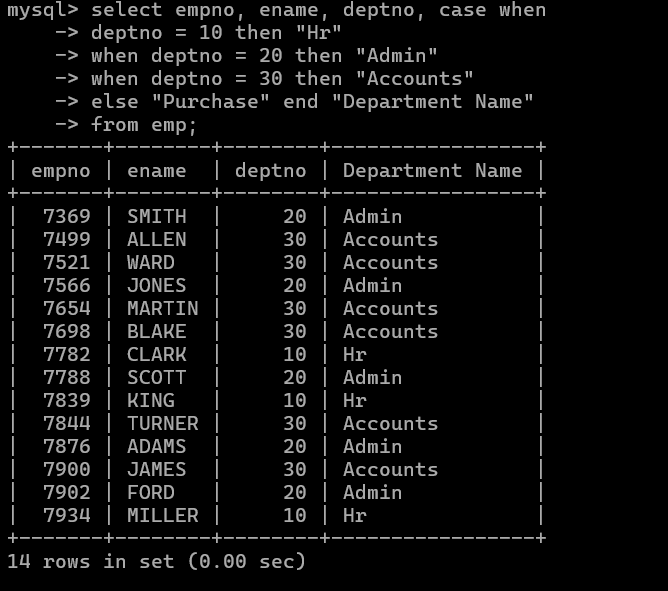 mysql> select empno, ename, deptno, case when
    -> deptno = 10 then "Hr"
    -> when deptno = 20 then "Admin"
    -> when deptno = 30 then "Accounts"
    -> else "Purchase" end "Department Name"
    -> from emp;
+-------+--------+--------+-----------------+
| empno | ename  | deptno | Department Name |
+-------+--------+--------+-----------------+
|  7369 | SMITH  |     20 | Admin           |
|  7499 | ALLEN  |     30 | Accounts        |
|  7521 | WARD   |     30 | Accounts        |
|  7566 | JONES  |     20 | Admin           |
|  7654 | MARTIN |     30 | Accounts        |
|  7698 | BLAKE  |     30 | Accounts        |
|  7782 | CLARK  |     10 | Hr              |
|  7788 | SCOTT  |     20 | Admin           |
|  7839 | KING   |     10 | Hr              |
|  7844 | TURNER |     30 | Accounts        |
|  7876 | ADAMS  |     20 | Admin           |
|  7900 | JAMES  |     30 | Accounts        |
|  7902 | FORD   |     20 | Admin           |
|  7934 | MILLER |     10 | Hr              |
+-------+--------+--------+-----------------+
14 rows in set (0.00 sec)